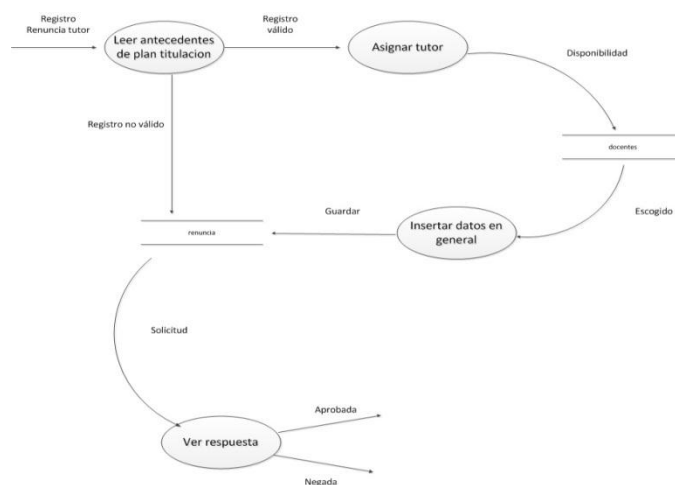 Registro
Renuncia tutor
Leer antecedentes
de plan titulacion
Registro
válido
Asignar tutor
Disponibilidad
Registro no válido
docentes
Guardar
Insertar datos en
general
Escogido
renuncia
Solicitud
Aprobada
Ver respuesta
Negada